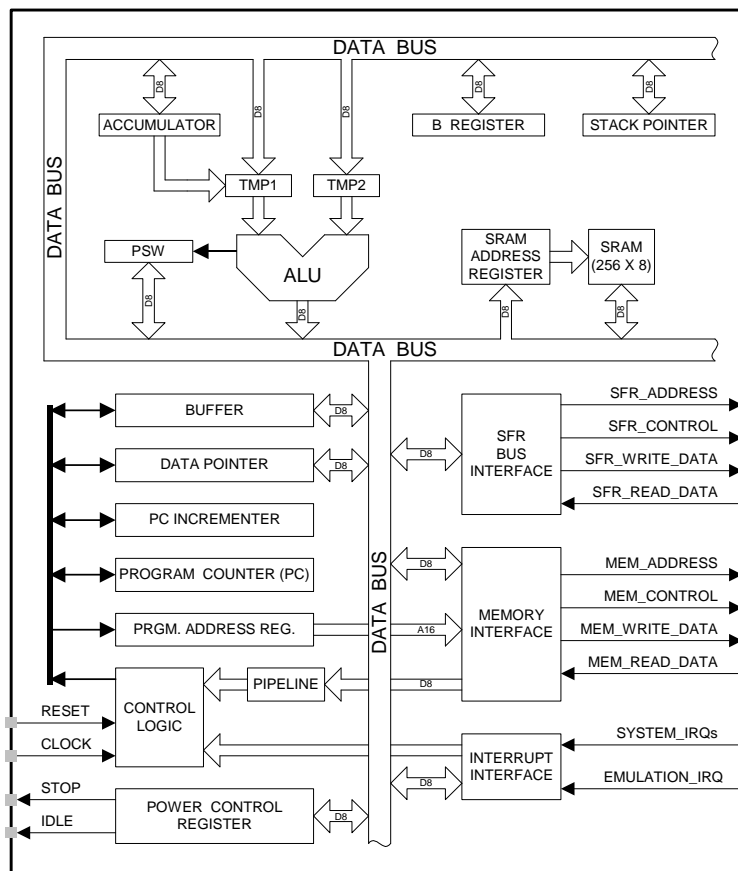 DATA BUS
D8
D8
D8
D8
D8
ACCUMULATOR
B REGISTER
STACK POINTER
DATA BUS
TMP1
TMP2
PSW
ALU
SRAM
ADDRESS
REGISTER
SRAM
(256 X 8)
D8
D8
D8
D8
DATA BUS
BUFFER
D8
DATA POINTER
D8
PC INCREMENTER
PROGRAM COUNTER (PC)
PRGM. ADDRESS REG.
DATA BUS
D8
SFR
BUS
INTERFACE
SFR_ADDRESS
SFR_CONTROL
SFR_WRITE_DATA
SFR_READ_DATA
D8
A16
D8
MEMORY
INTERFACE
MEM_ADDRESS
MEM_CONTROL
MEM_WRITE_DATA
MEM_READ_DATA
PIPELINE
RESET
CLOCK
CONTROL
LOGIC
D8
INTERRUPT
INTERFACE
SYSTEM_IRQs
EMULATION_IRQ
STOP
IDLE
POWER CONTROL
REGISTER
D8